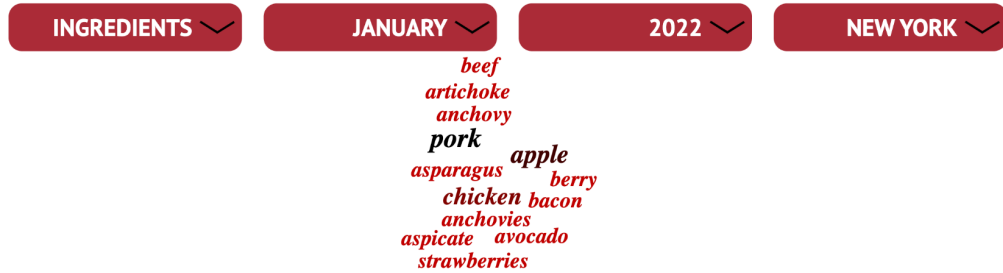 INGREDIENTS JANUARY 2022 NEW YORK
beef
artichoke
anchovy
pork
apple
asparagus
berry
chicken bacon
anchovies
aspicate avocado
strawberries